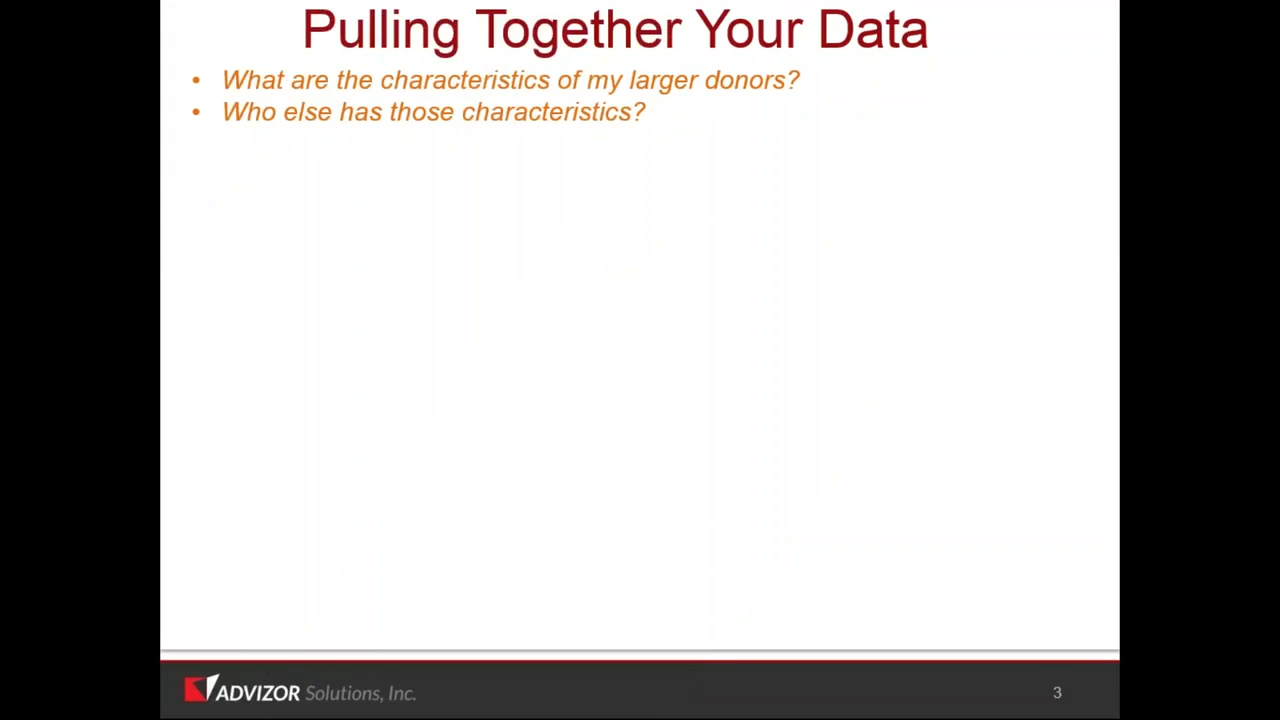 Pulling Together Your Data
• What are the characteristics of my larger donors?
• Who else has those characteristics?
ADVIZOR Solutions, Inc.
3